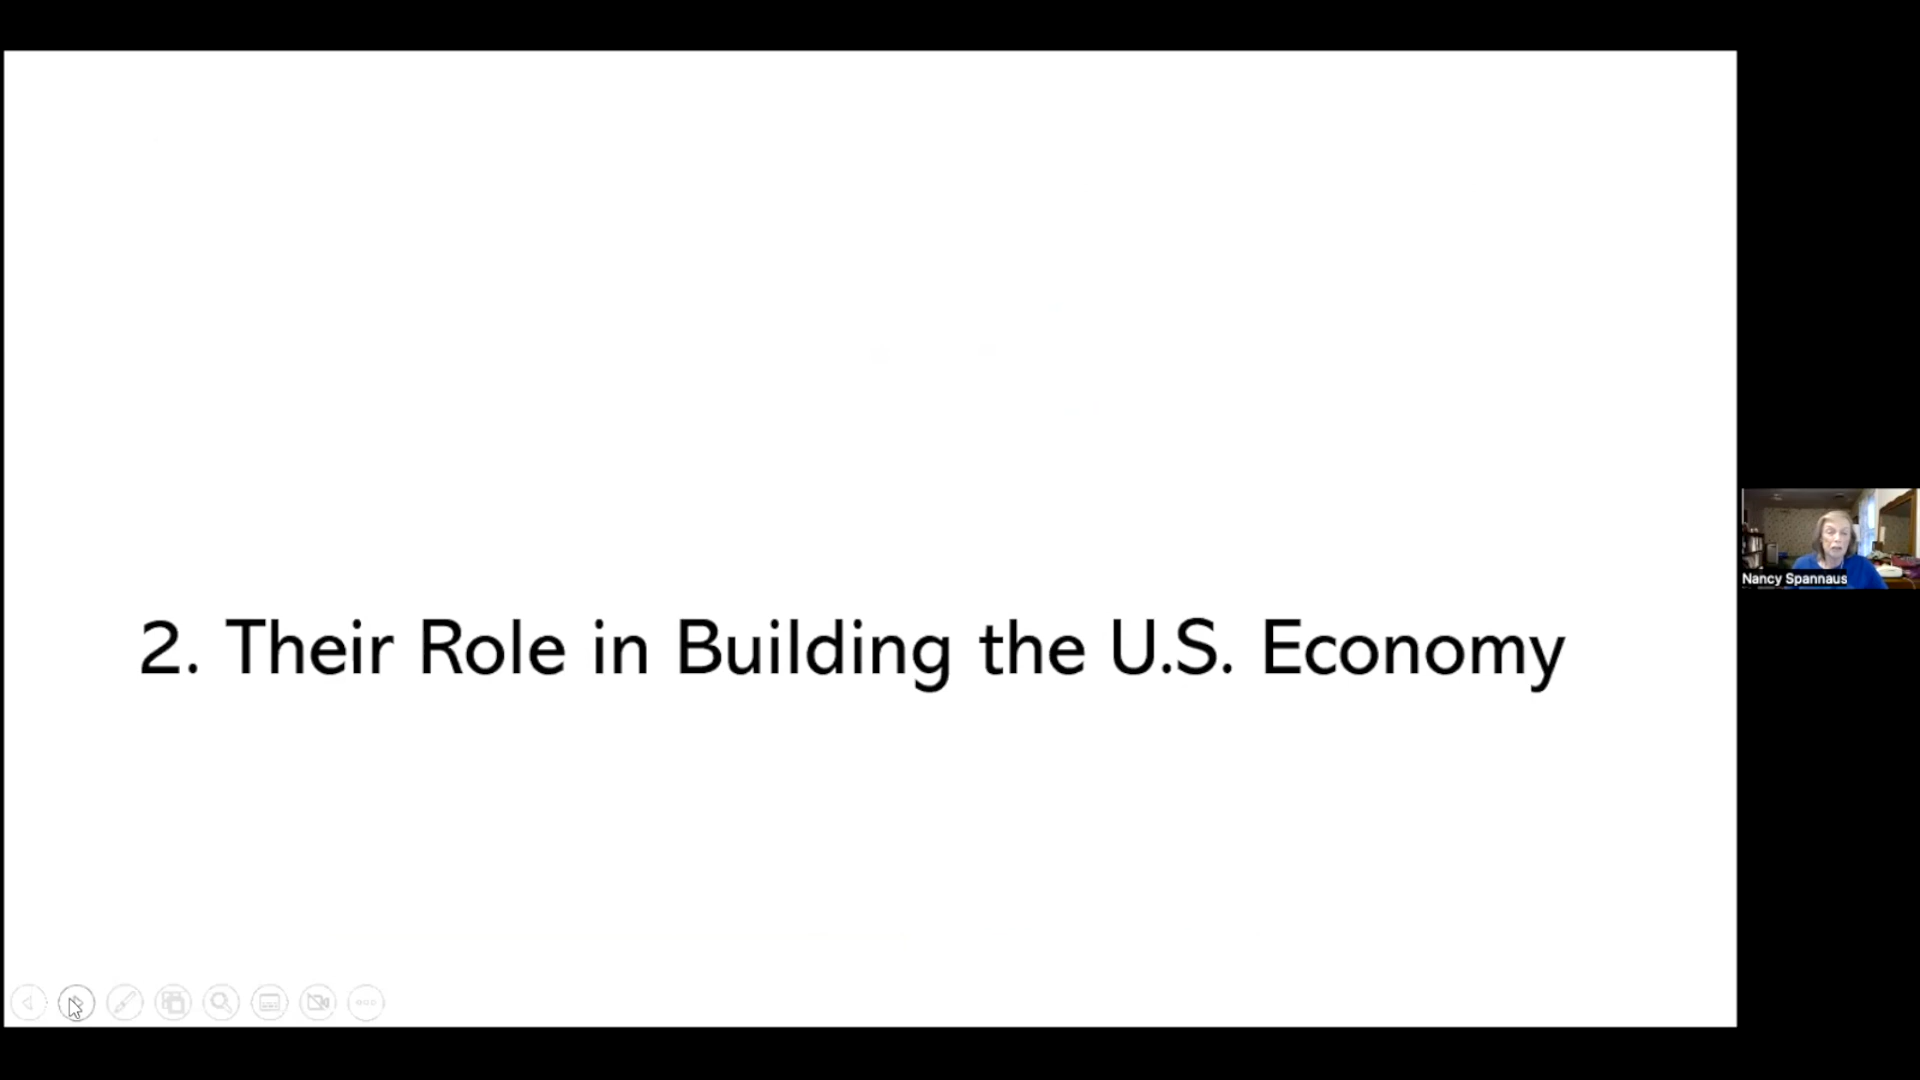 2. Their Role in Building the U.S. Economy
Nancy Spannaus